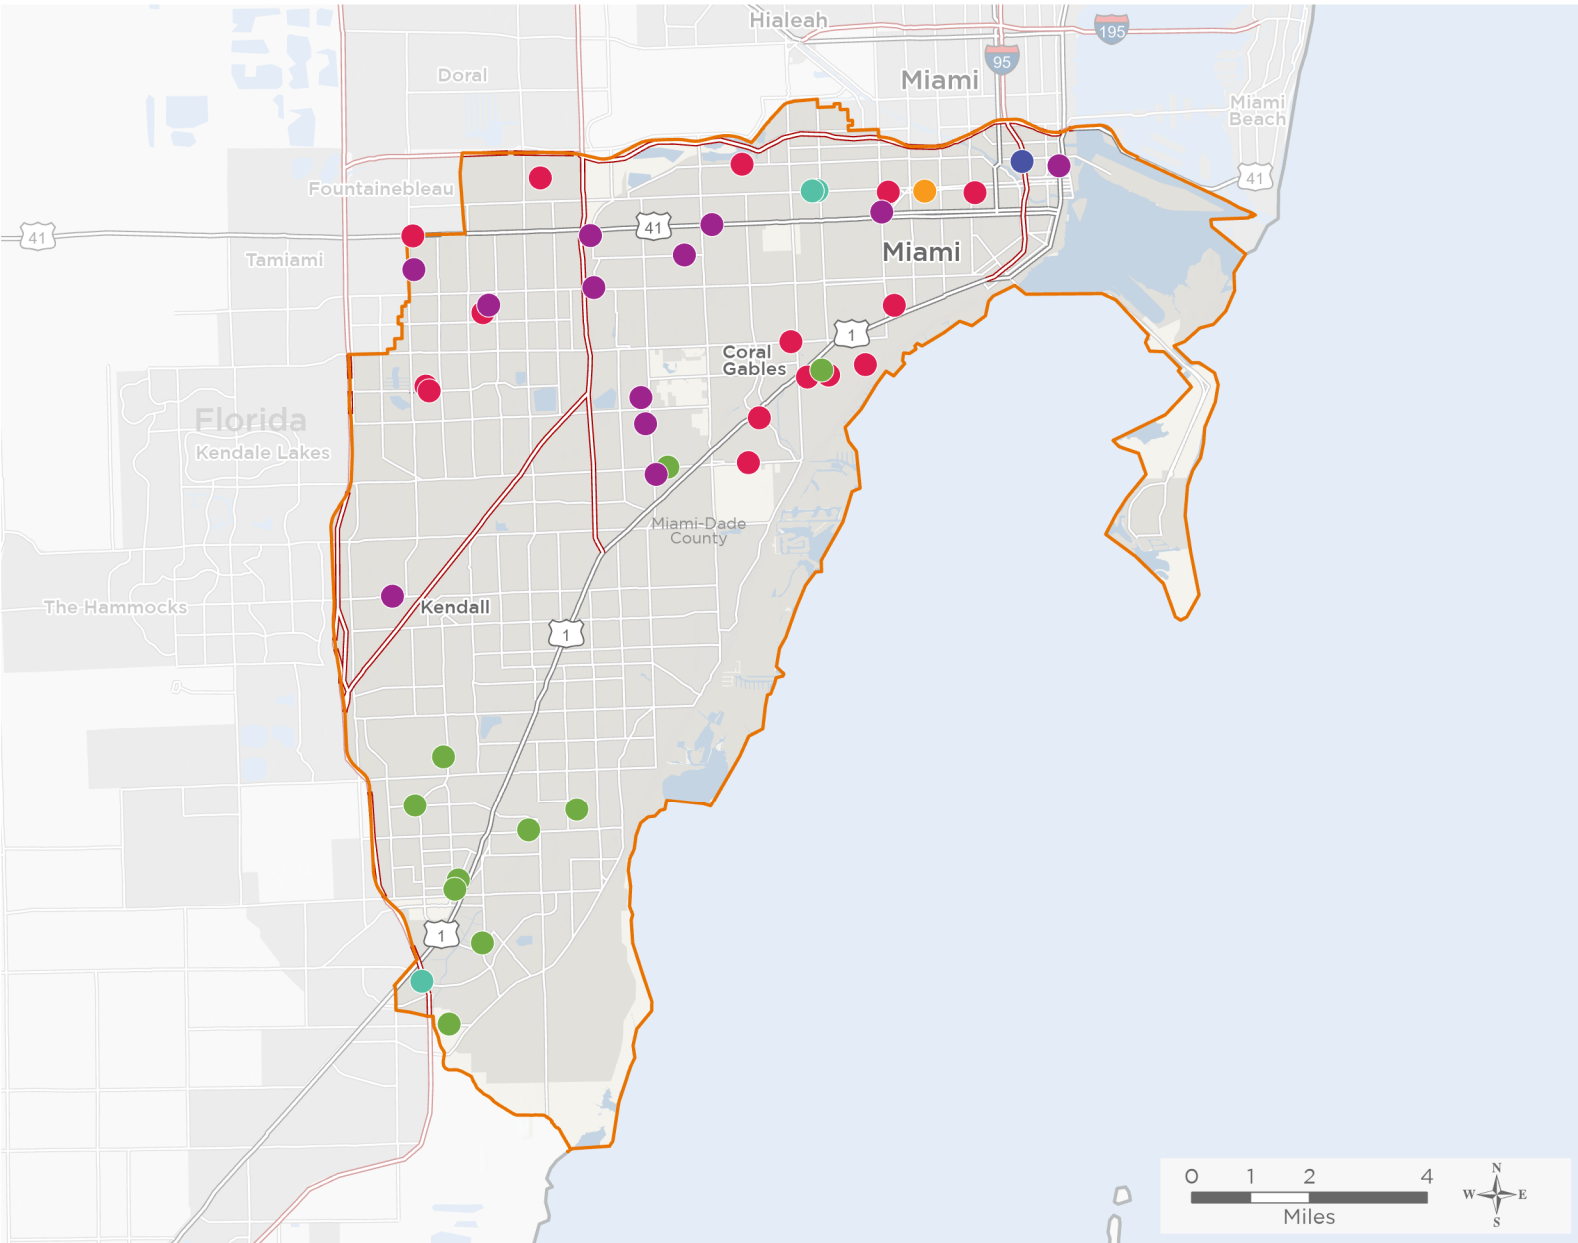 Hialeah
195
95
Doral
Miami
Miami
Beach
Fountainebleau
41
41
41
Tamiami
Miami
1
Coral
Gables
Florida
Kendale Lakes
Miami-Dade
County
The Hammocks
Kendall
1
1
0 1 2 4
Miles
N
W E
S